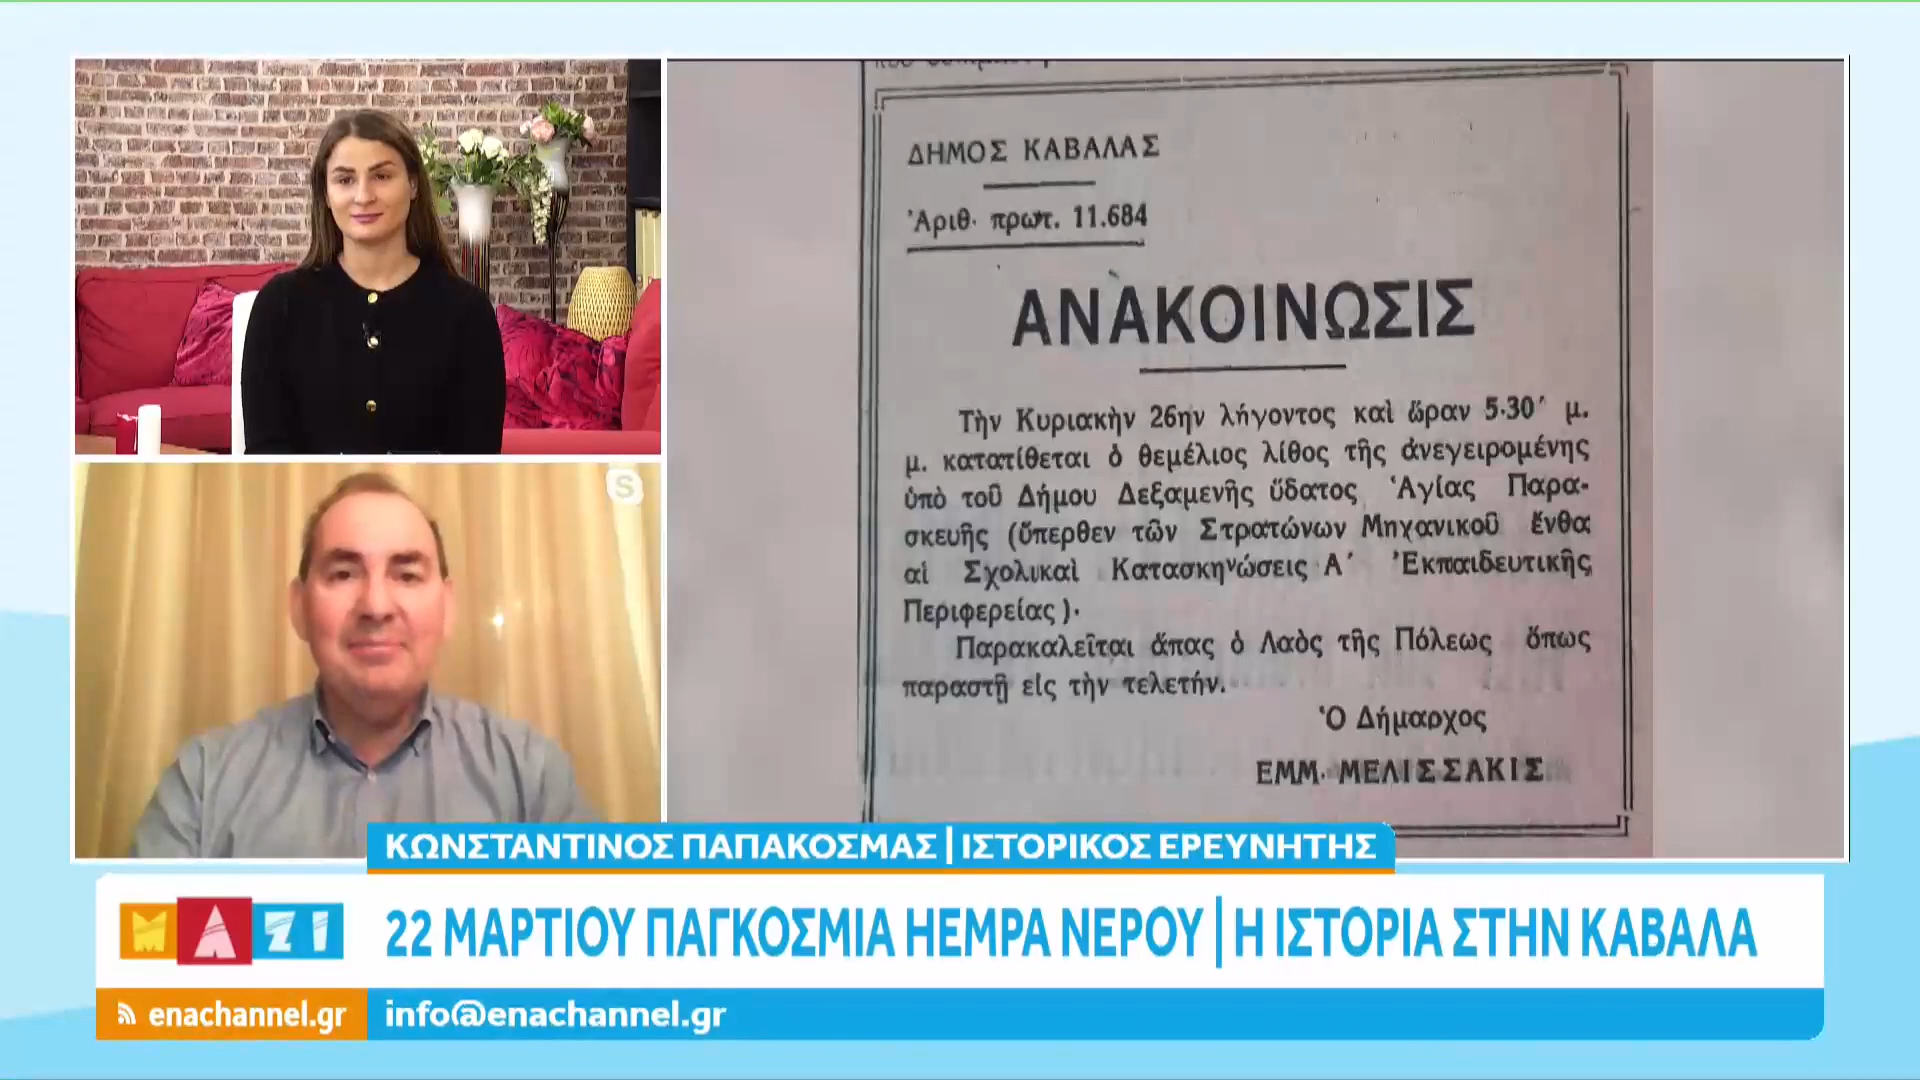 ΔΗΜΟΣ ΚΑΒΑΛΑΣ
Ἀριθ. πρωτ. 11.684
ΑΝΑΚΟΙΝΩΣΙΣ
Τὴν Κυριακὴν 26ην λήγοντος καὶ ὥραν 5.30΄ μ.
μ. κατατίθεται ὁ θεμέλιος λίθος τῆς ἀνεγειρομένης
ὑπὸ τοῦ Δήμου Δεξαμενῆς ὕδατος Ἁγίας Παρα-
σκευῆς (ὕπερθεν τῶν Στρατώνων Μηχανικοῦ ἔνθα
αἱ Σχολικαὶ Κατασκηνώσεις Α΄ Ἐκπαιδευτικῆς
Περιφερείας).
Παρακαλεῖται ἅπας ὁ Λαὸς τῆς Πόλεως ὅπως
παραστῇ εἰς τὴν τελετήν.
Ὁ Δήμαρχος
ΕΜΜ. ΜΕΛΙΣΣΑΚΙΣ
S
ΚΩΝΣΤΑΝΤΙΝΟΣ ΠΑΠΑΚΟΣΜΑΣ | ΙΣΤΟΡΙΚΟΣ ΕΡΕΥΝΗΤΗΣ
ΜΑΖΙ
22 ΜΑΡΤΙΟΥ ΠΑΓΚΟΣΜΙΑ ΗΕΜΡΑ ΝΕΡΟΥ | Η ΙΣΤΟΡΙΑ ΣΤΗΝ ΚΑΒΑΛΑ
enachannel.gr
info@enachannel.gr